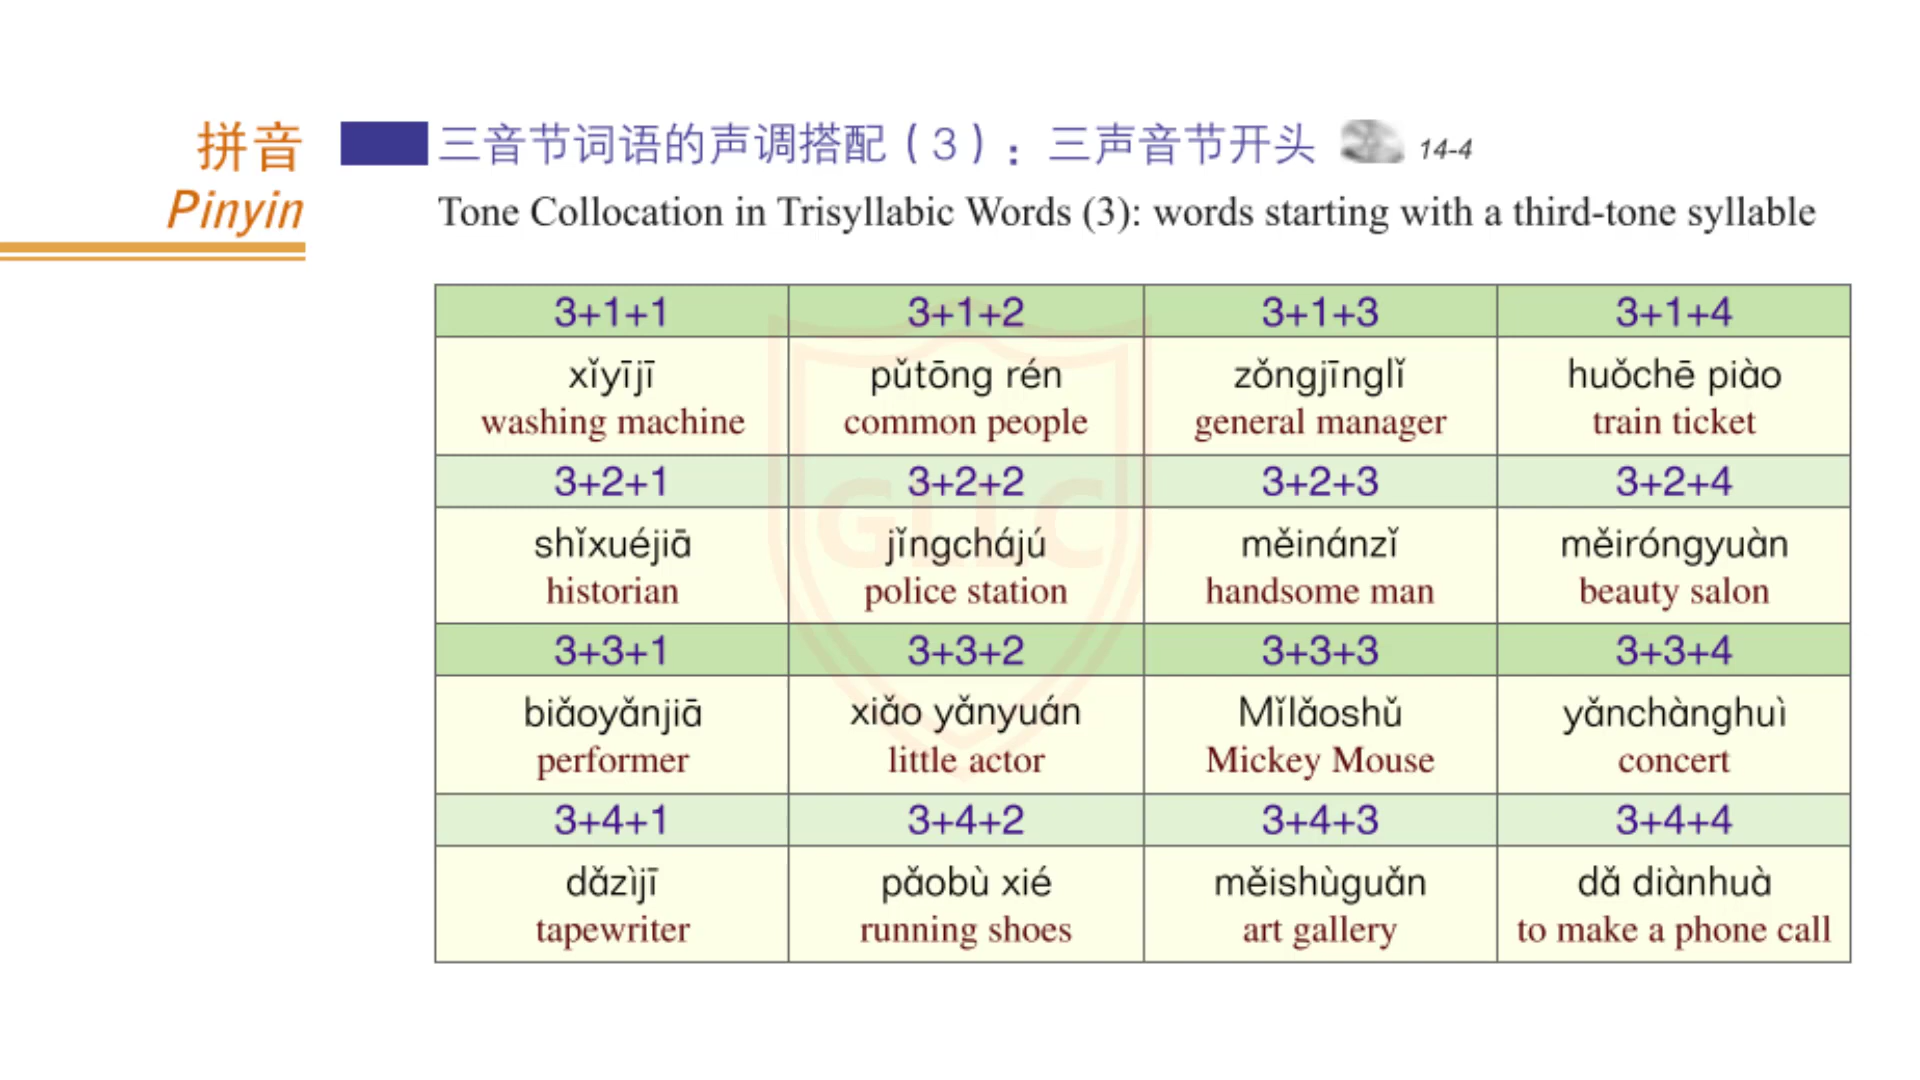 拼音
Pinyin
三音节词语的声调搭配(3):三声音节开头 14-4
Tone Collocation in Trisyllabic Words (3): words starting with a third-tone syllable
3+1+1 3+1+2 3+1+3 3+1+4
xǐyījī pǔtōng rén zǒngjīnglǐ huǒchē piào
washing machine common people general manager train ticket
3+2+1 3+2+2 3+2+3 3+2+4
shǐxuéjiā jǐngchájú měinánzǐ měiróngyuàn
historian police station handsome man beauty salon
3+3+1 3+3+2 3+3+3 3+3+4
biǎoyǎnjiā xiǎo yǎnyuán Mǐlǎoshǔ yǎnchànghuì
performer little actor Mickey Mouse concert
3+4+1 3+4+2 3+4+3 3+4+4
dǎzìjī pǎobù xié měishùguǎn dǎ diànhuà
tapewriter running shoes art gallery to make a phone call
GLLC